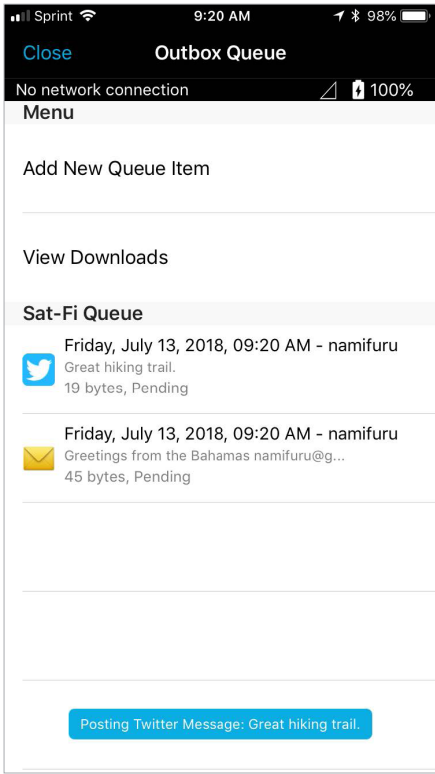 Sprint 9:20 AM 98%
Close Outbox Queue
No network connection 100%
Menu
Add New Queue Item
View Downloads
Sat-Fi Queue
Friday, July 13, 2018, 09:20 AM - namifuru
Great hiking trail.
19 bytes, Pending
Friday, July 13, 2018, 09:20 AM - namifuru
Greetings from the Bahamas namifuru@g...
45 bytes, Pending
Posting Twitter Message: Great hiking trail.